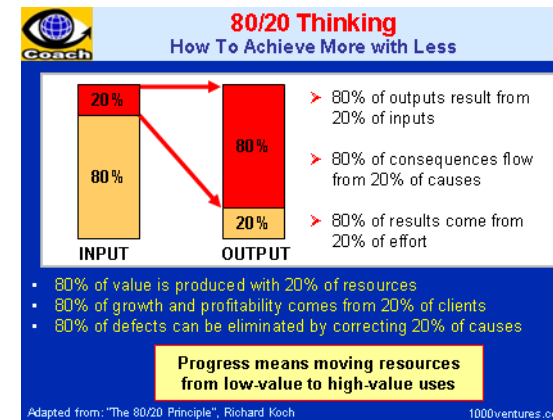 80/20 Thinking
How To Achieve More with Less
Coach
20%
80%
INPUT
80%
20%
OUTPUT
80% of outputs result from
20% of inputs
80% of consequences flow
from 20% of causes
80% of results come from
20% of effort
80% of value is produced with 20% of resources
80% of growth and profitability comes from 20% of clients
80% of defects can be eliminated by correcting 20% of causes
Progress means moving resources
from low-value to high-value uses
Adapted from: "The 80/20 Principle", Richard Koch
1000ventures.co